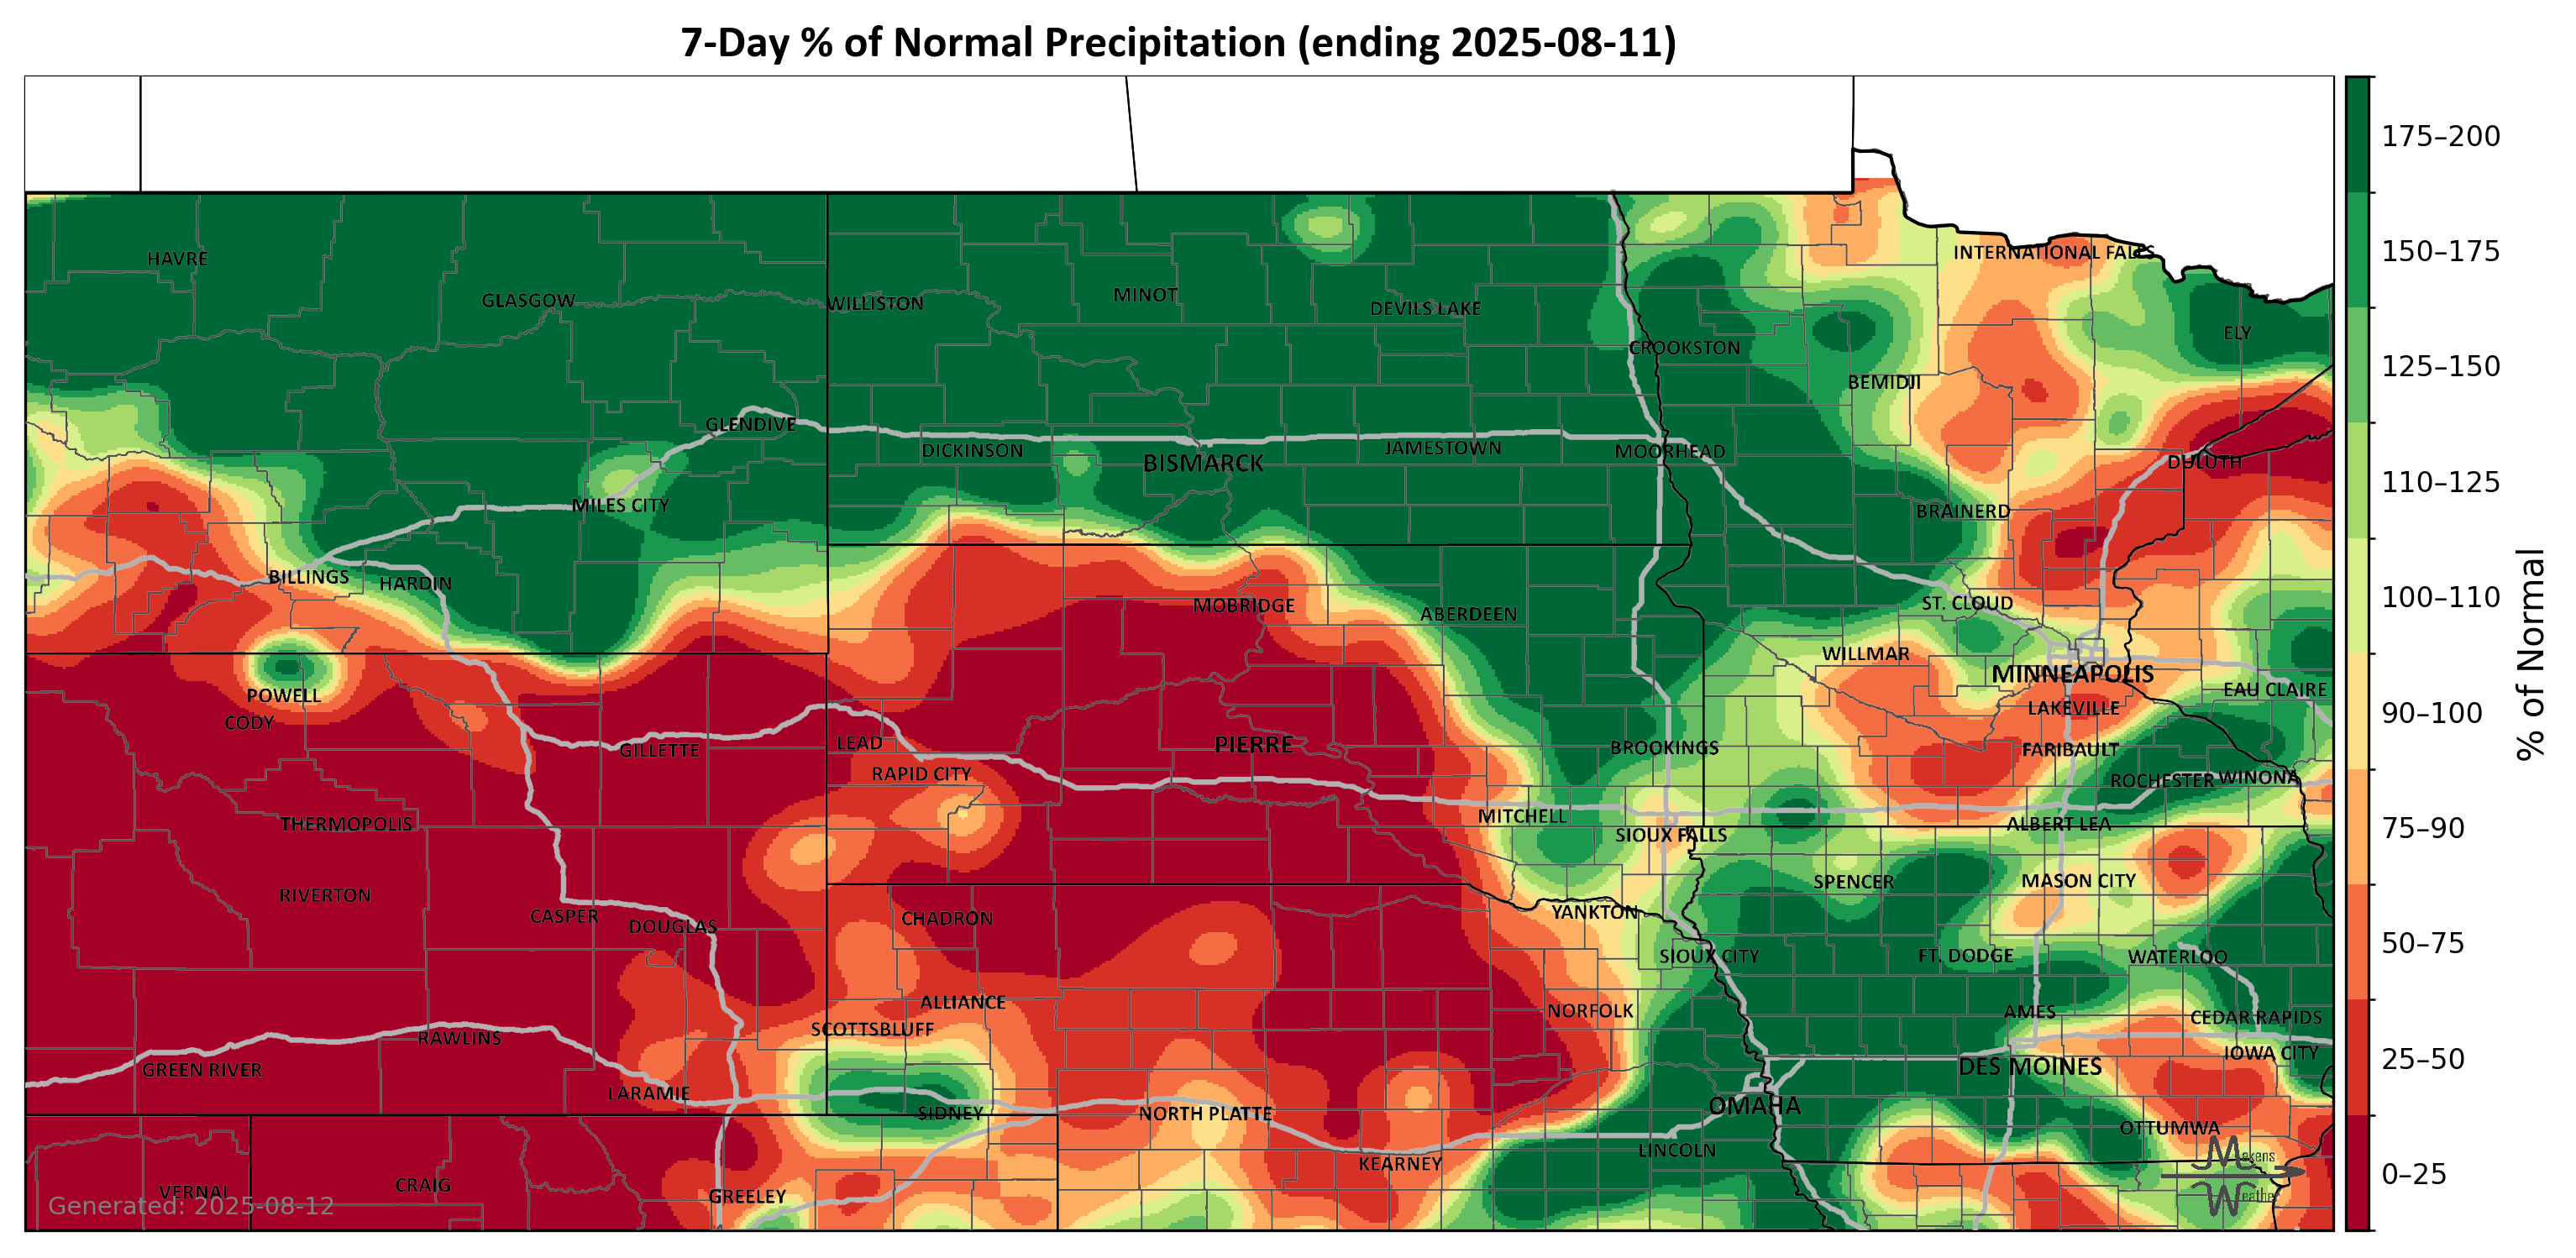 7-Day % of Normal Precipitation (ending 2025-08-11)
175–200
150–175
125–150
110–125
100–110
90–100
75–90
50–75
25–50
0–25
% of Normal
HAVRE
INTERNATIONAL FALLS
GLASGOW
WILLISTON
MINOT
DEVILS LAKE
ELY
CROOKSTON
BEMIDJI
GLENDIVE
DICKINSON
BISMARCK
JAMESTOWN
MOORHEAD
DULUTH
MILES CITY
BRAINERD
BILLINGS
HARDIN
MOBRIDGE
ABERDEEN
ST. CLOUD
WILLMAR
MINNEAPOLIS
POWELL
EAU CLAIRE
CODY
LAKEVILLE
GILLETTE
LEAD
PIERRE
BROOKINGS
FARIBAULT
RAPID CITY
ROCHESTER
WINONA
THERMOPOLIS
MITCHELL
SIOUX FALLS
ALBERT LEA
RIVERTON
SPENCER
MASON CITY
CASPER
DOUGLAS
CHADRON
YANKTON
SIOUX CITY
FT. DODGE
WATERLOO
ALLIANCE
NORFOLK
AMES
CEDAR RAPIDS
SCOTTSBLUFF
RAWLINS
IOWA CITY
GREEN RIVER
DES MOINES
LARAMIE
SIDNEY
NORTH PLATTE
OMAHA
OTTUMWA
LINCOLN
KEARNEY
VERNAL
CRAIG
GREELEY
Makens
Weather
Generated: 2025-08-12